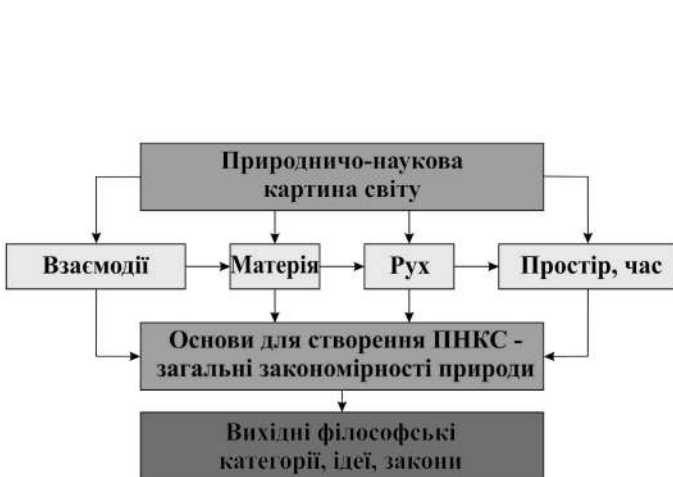 Природничо-наукова
картина світу
Взаємодії
Матерія
Рух
Простір, час
Основи для створення ПНКС -
загальні закономірності природи
Вихідні філософські
категорії, ідеї, закони